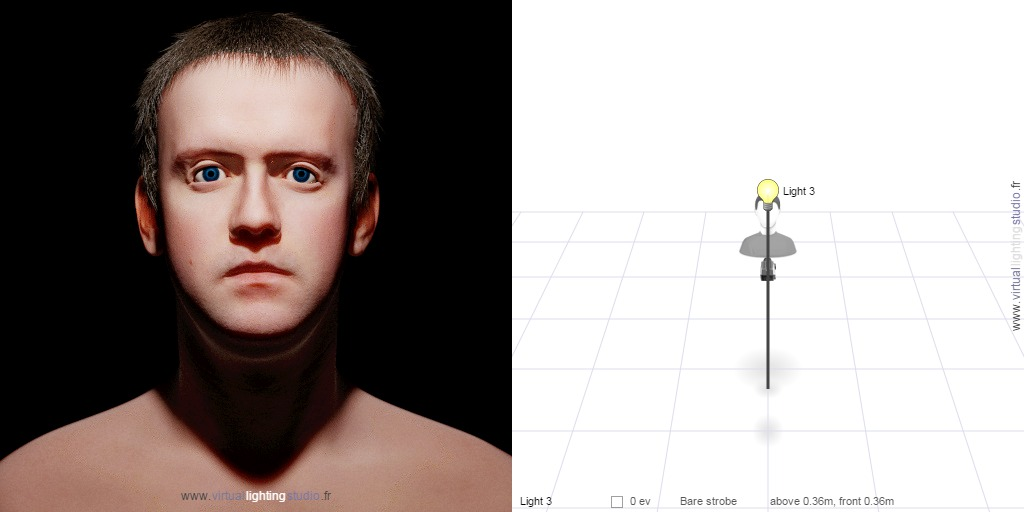 www.virtuallightingstudio.fr
Light 3
www.virtuallightingstudio.fr
Light 3
0 ev
Bare strobe
above 0.36m, front 0.36m